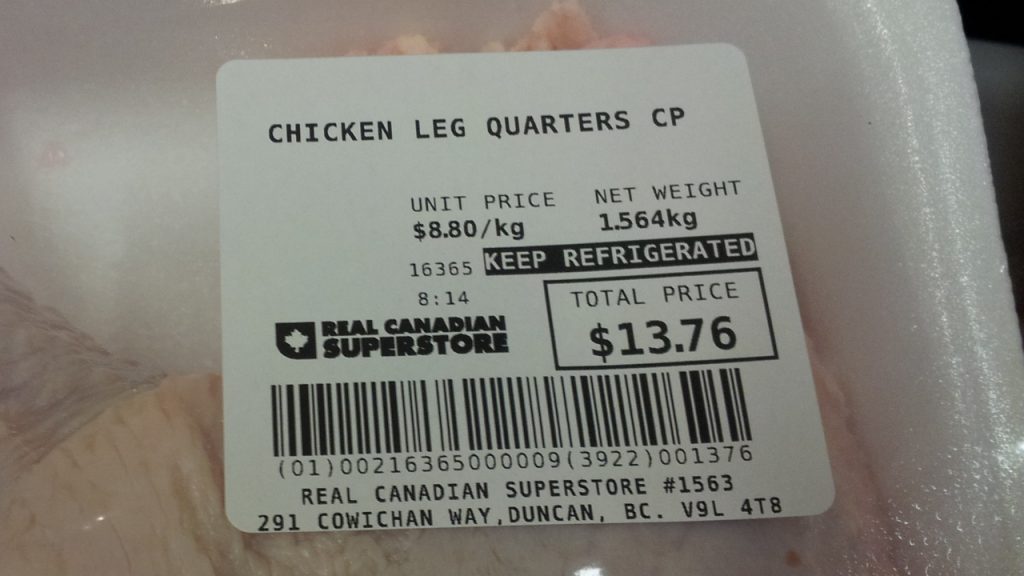 CHICKEN LEG QUARTERS CP
UNIT PRICE NET WEIGHT
$8.80/kg 1.564kg
16365 KEEP REFRIGERATED
8:14 TOTAL PRICE
REAL CANADIAN
SUPERSTORE $13.76
(01)00216365000009(3922)001376
REAL CANADIAN SUPERSTORE #1563
291 COWICHAN WAY,DUNCAN, BC. V9L 4T8